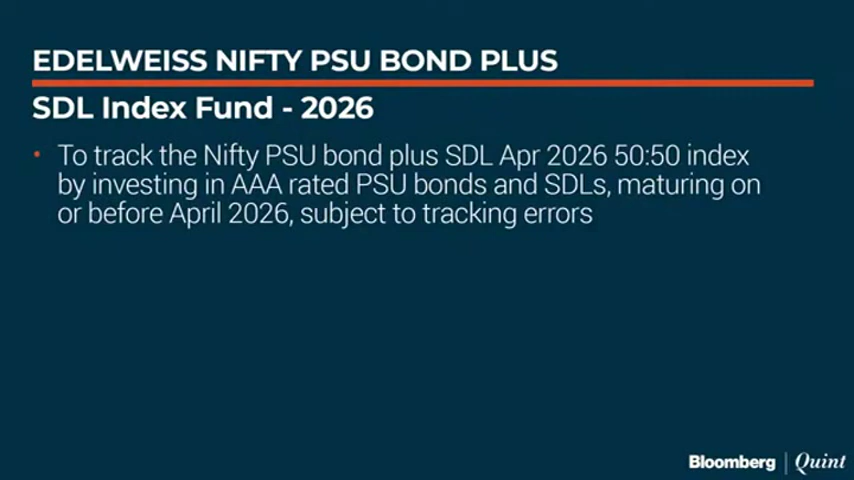 EDELWEISS NIFTY PSU BOND PLUS
SDL Index Fund - 2026
• To track the Nifty PSU bond plus SDL Apr 2026 50:50 index
by investing in AAA rated PSU bonds and SDLs, maturing on
or before April 2026, subject to tracking errors
Bloomberg | Quint